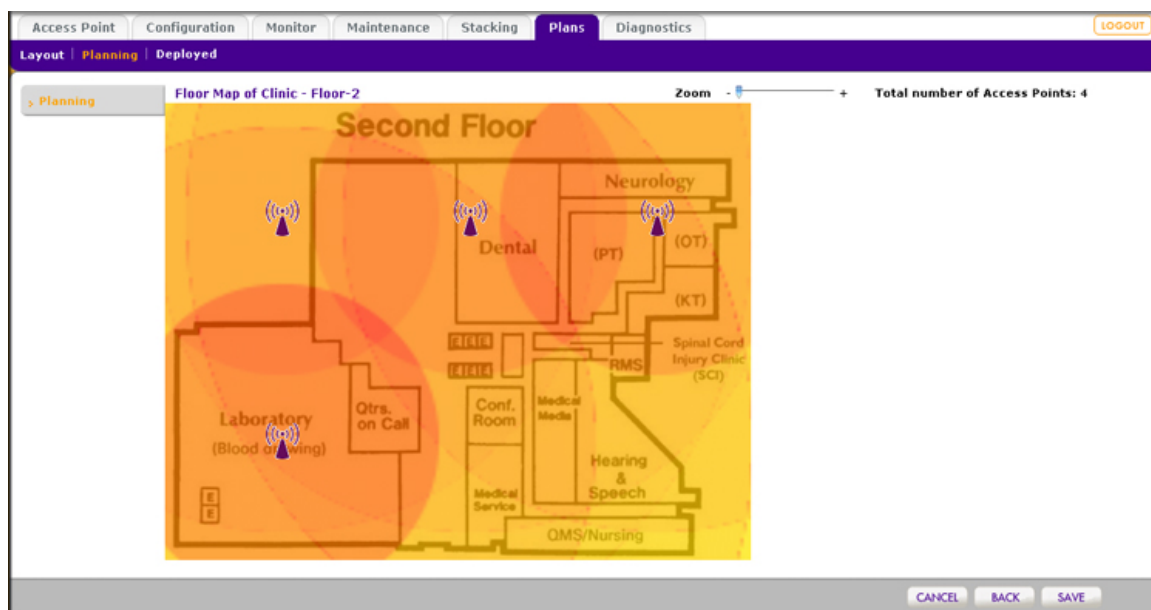 Access Point Configuration Monitor Maintenance Stacking Plans Diagnostics LOGOUT
Layout Planning Deployed
> Planning
Floor Map of Clinic - Floor-2 Zoom - + Total number of Access Points: 4
Second Floor
Neurology
Dental
(PT)
(OT)
(KT)
E E E
Spinal Cord
Injury Clinic
(SCI)
RMS
E E E
Laboratory
(Blood drawing)
Qtrs.
on Call
Conf.
Room
Medical
Media
Hearing
&
Speech
E
E
Medical
Service
QMS/Nursing
CANCEL BACK SAVE